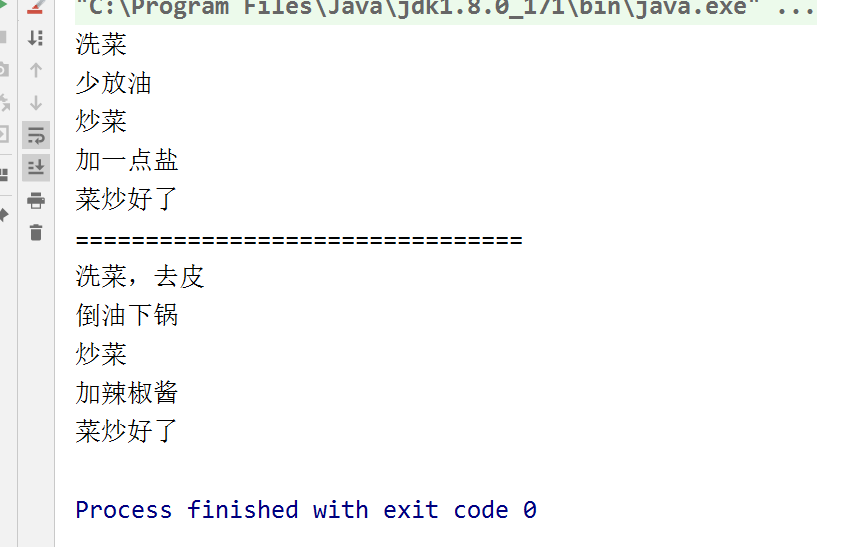 "C:\Program Files\Java\jdk1.8.0_171\bin\java.exe" ...
洗菜
少放油
炒菜
加一点盐
菜炒好了
================================
洗菜，去皮
倒油下锅
炒菜
加辣椒酱
菜炒好了
Process finished with exit code 0